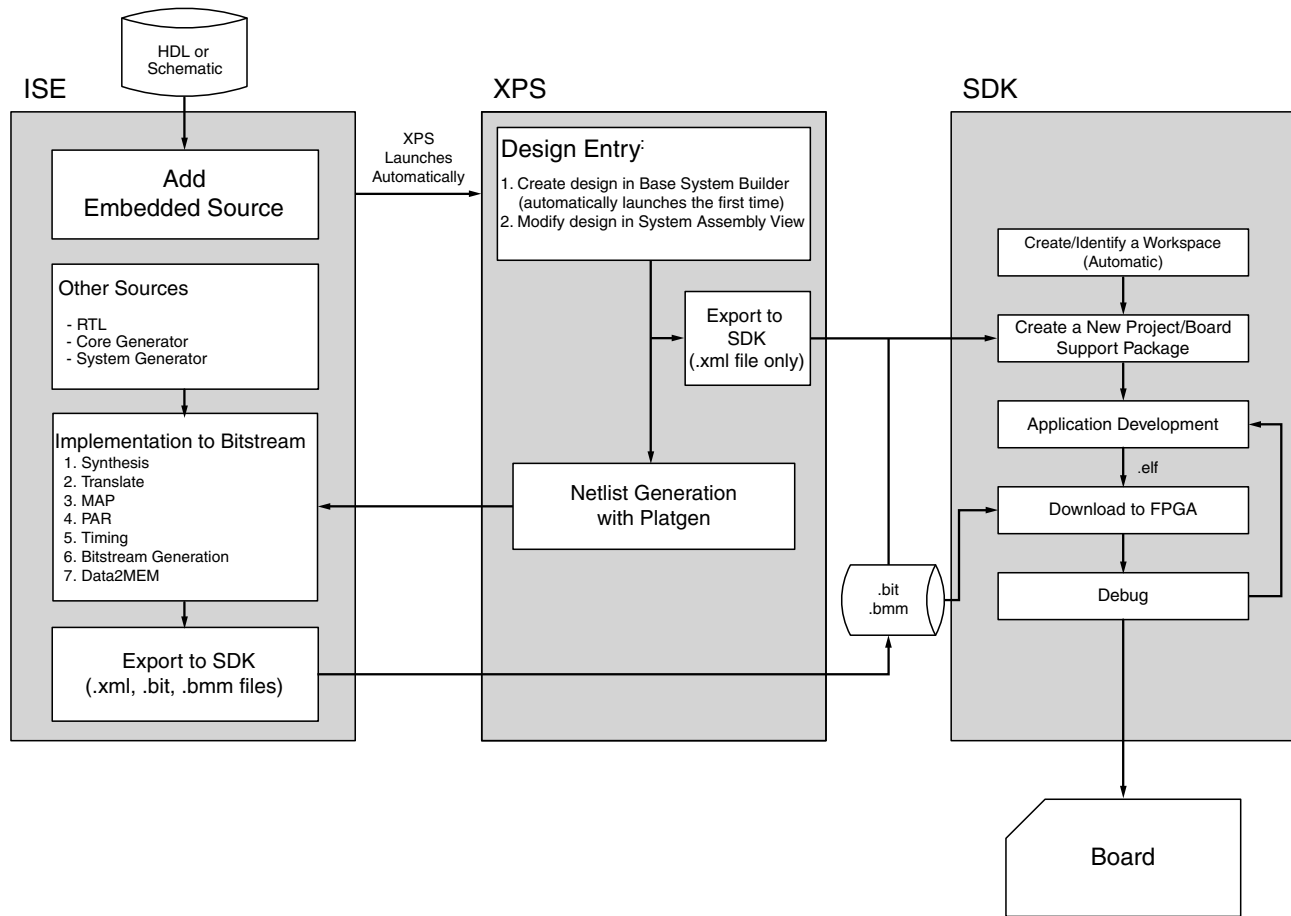 HDL or
Schematic
ISE
Add
Embedded Source
Other Sources
- RTL
- Core Generator
- System Generator
Implementation to Bitstream
1. Synthesis
2. Translate
3. MAP
4. PAR
5. Timing
6. Bitstream Generation
7. Data2MEM
Export to SDK
(.xml, .bit, .bmm files)
XPS
Launches
Automatically
XPS
Design Entry:
1. Create design in Base System Builder
(automatically launches the first time)
2. Modify design in System Assembly View
Export to
SDK
(.xml file only)
Netlist Generation
with Platgen
.bit
.bmm
SDK
Create/Identify a Workspace
(Automatic)
Create a New Project/Board
Support Package
Application Development
.elf
Download to FPGA
Debug
Board